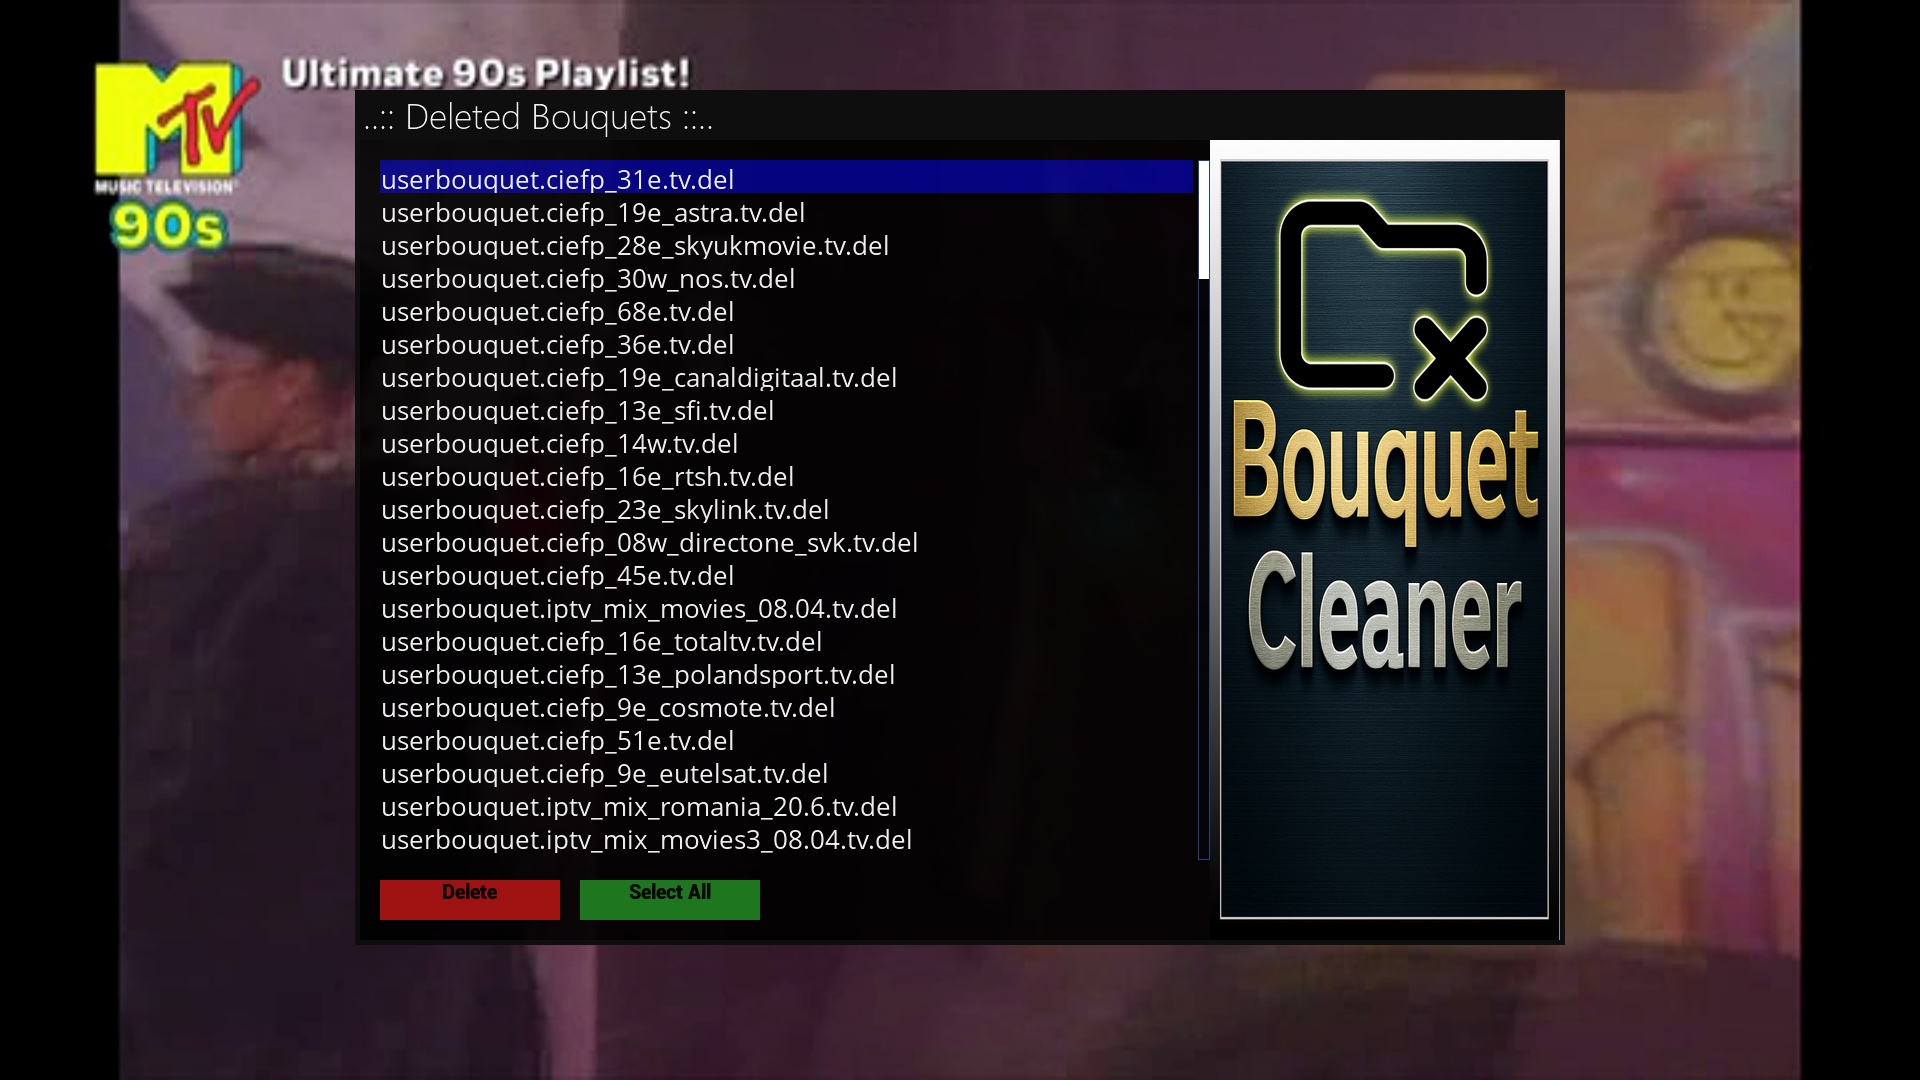 Ultimate 90s Playlist!
MTV
MUSIC TELEVISION
90s
..:: Deleted Bouquets ::..
userbouquet.ciefp_31e.tv.del
userbouquet.ciefp_19e_astra.tv.del
userbouquet.ciefp_28e_skyukmovie.tv.del
userbouquet.ciefp_30w_nos.tv.del
userbouquet.ciefp_68e.tv.del
userbouquet.ciefp_36e.tv.del
userbouquet.ciefp_19e_canaldigitaal.tv.del
userbouquet.ciefp_13e_sfi.tv.del
userbouquet.ciefp_14w.tv.del
userbouquet.ciefp_16e_rtsh.tv.del
userbouquet.ciefp_23e_skylink.tv.del
userbouquet.ciefp_08w_directone_svk.tv.del
userbouquet.ciefp_45e.tv.del
userbouquet.iptv_mix_movies_08.04.tv.del
userbouquet.ciefp_16e_totaltv.tv.del
userbouquet.ciefp_13e_polandsport.tv.del
userbouquet.ciefp_9e_cosmote.tv.del
userbouquet.ciefp_51e.tv.del
userbouquet.ciefp_9e_eutelsat.tv.del
userbouquet.iptv_mix_romania_20.6.tv.del
userbouquet.iptv_mix_movies3_08.04.tv.del
Delete
Select All
Bouquet
Cleaner